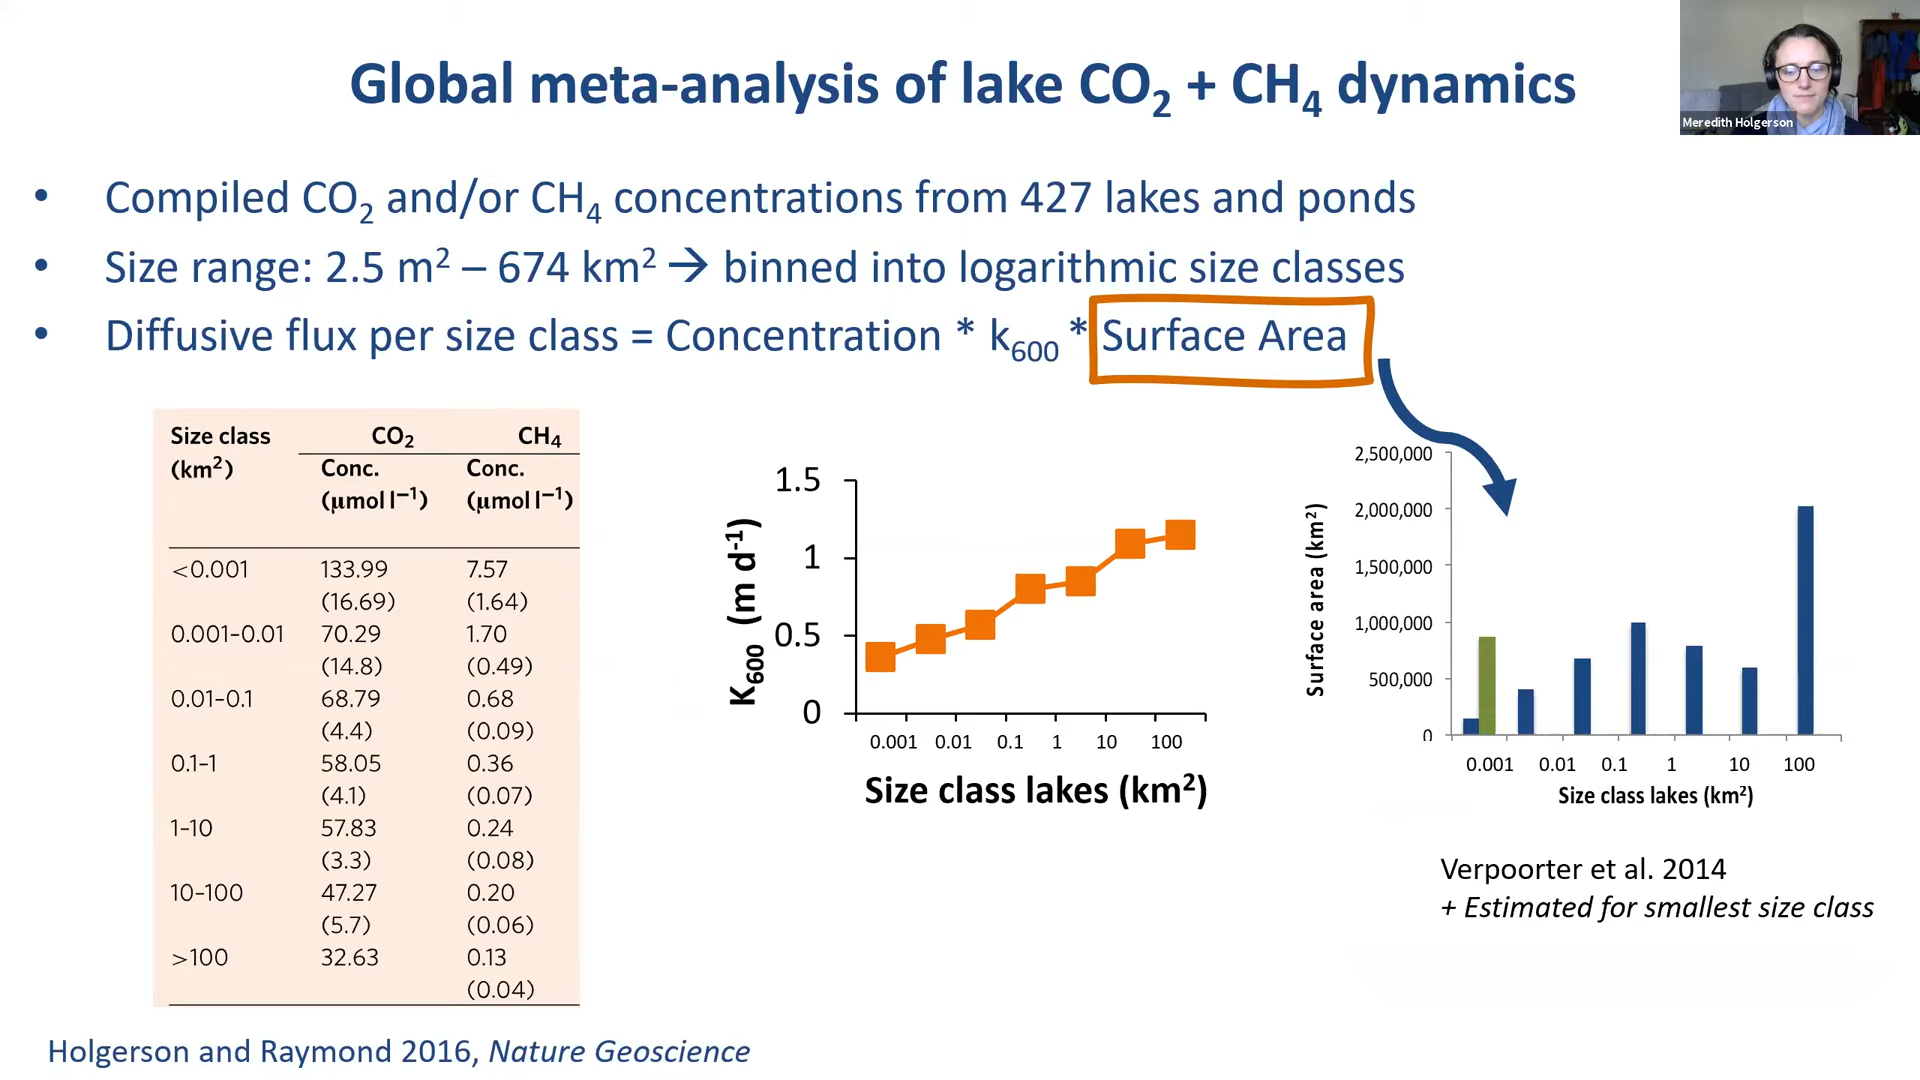 Global meta-analysis of lake CO₂ + CH₄ dynamics
Meredith Holgerson
• Compiled CO₂ and/or CH₄ concentrations from 427 lakes and ponds
• Size range: 2.5 m² – 674 km² → binned into logarithmic size classes
• Diffusive flux per size class = Concentration * k₆₀₀ * Surface Area
Size class CO₂ CH₄
(km²) Conc. Conc.
(μmol l⁻¹) (μmol l⁻¹)
<0.001 133.99 7.57
(16.69) (1.64)
0.001–0.01 70.29 1.70
(14.8) (0.49)
0.01–0.1 68.79 0.68
(4.4) (0.09)
0.1–1 58.05 0.36
(4.1) (0.07)
1–10 57.83 0.24
(3.3) (0.08)
10–100 47.27 0.20
(5.7) (0.06)
>100 32.63 0.13
(0.04)
K₆₀₀ (m d⁻¹)
1.5
1
0.5
0
0.001 0.01 0.1 1 10 100
Size class lakes (km²)
Surface area (km²)
2,500,000
2,000,000
1,500,000
1,000,000
500,000
0
0.001 0.01 0.1 1 10 100
Size class lakes (km²)
Verpoorter et al. 2014
+ Estimated for smallest size class
Holgerson and Raymond 2016, Nature Geoscience